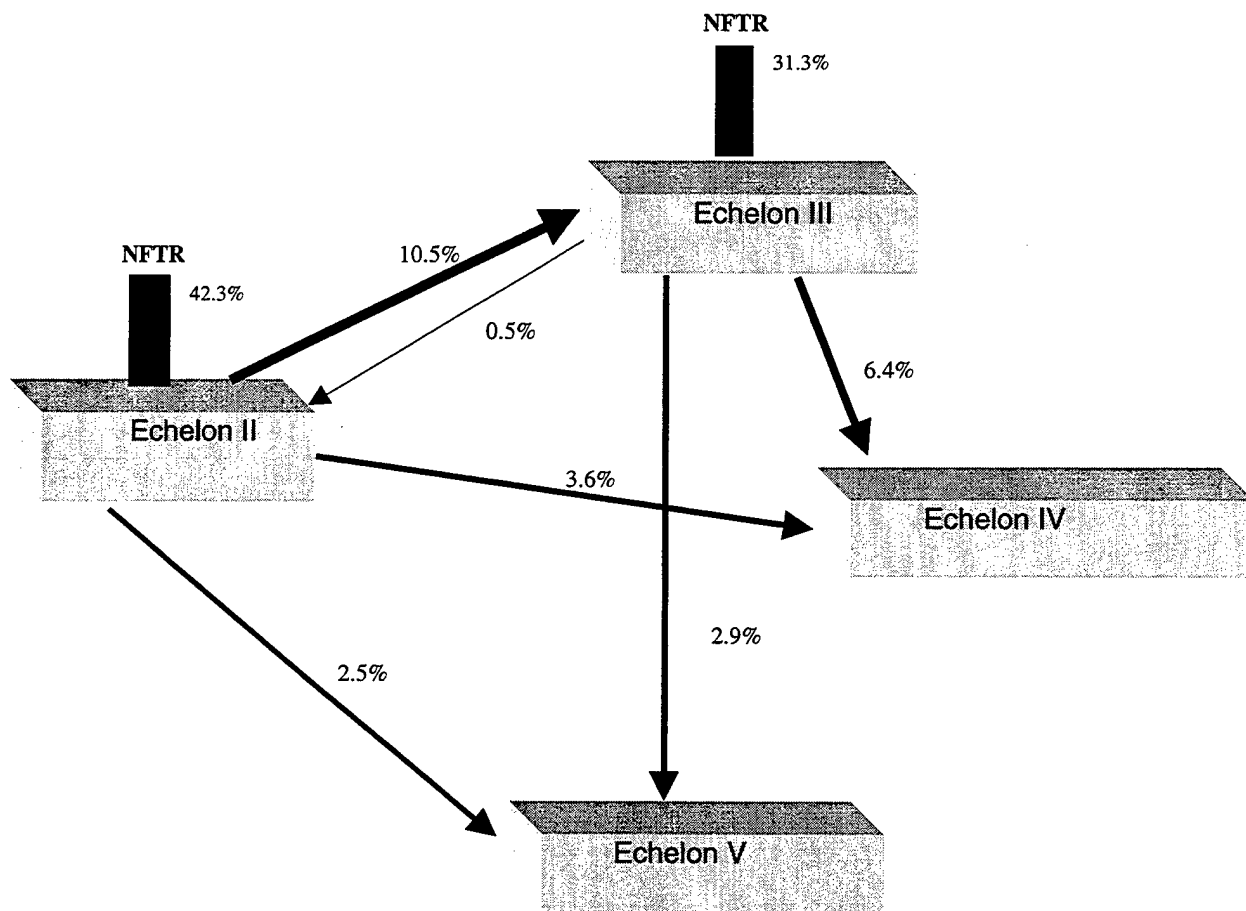 NFTR
31.3%
Echelon III
10.5%
NFTR
42.3%
0.5%
6.4%
Echelon II
3.6%
Echelon IV
2.9%
2.5%
Echelon V